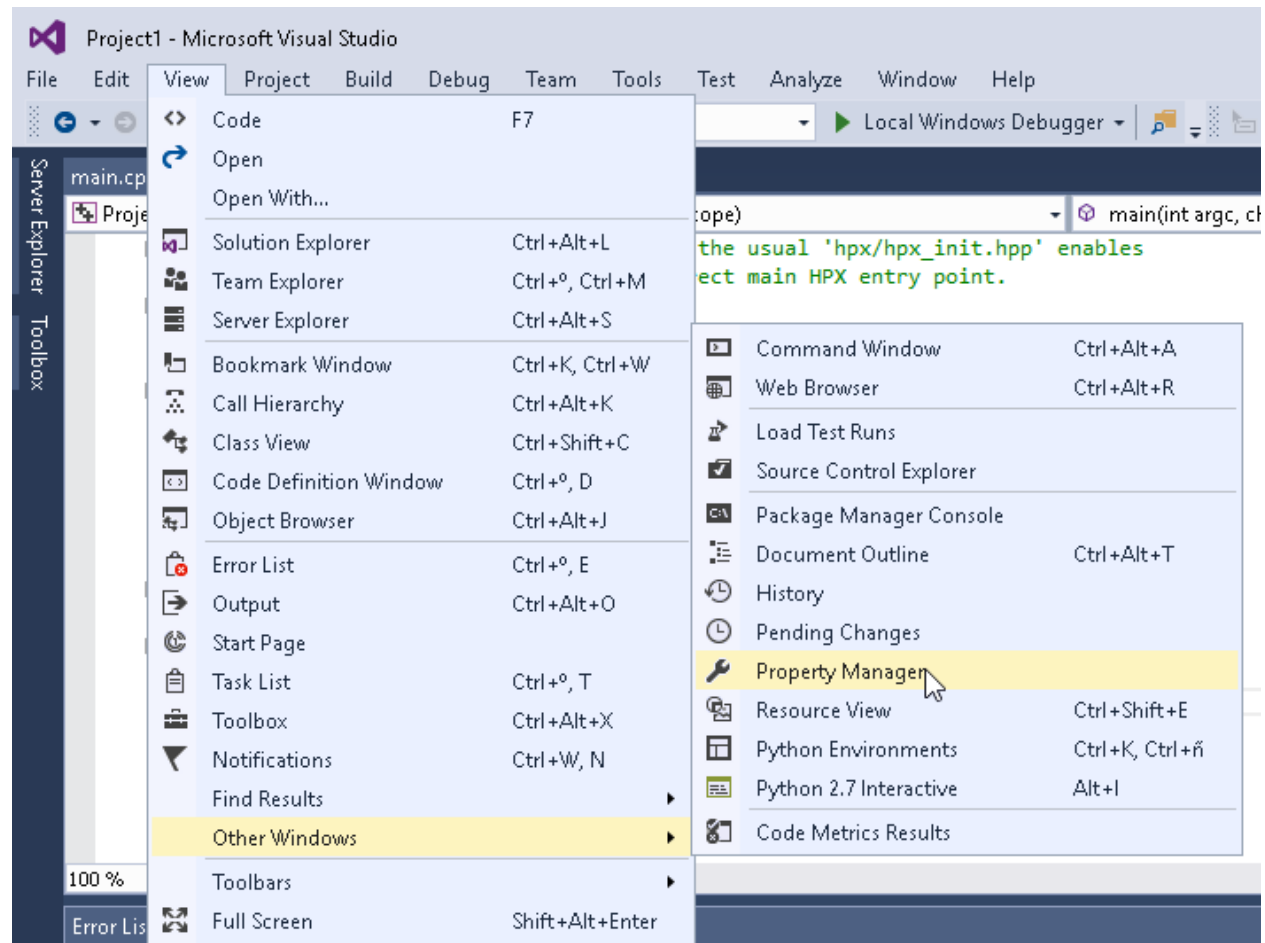 Project1 - Microsoft Visual Studio
File Edit View Project Build Debug Team Tools Test Analyze Window Help
Local Windows Debugger
Server Explorer
Toolbox
main.cp
Proje
cope)
main(int argc, ch
the usual 'hpx/hpx_init.hpp' enables
ect main HPX entry point.
Code F7
Open
Open With...
Solution Explorer Ctrl+Alt+L
Team Explorer Ctrl+º, Ctrl+M
Server Explorer Ctrl+Alt+S
Bookmark Window Ctrl+K, Ctrl+W
Call Hierarchy Ctrl+Alt+K
Class View Ctrl+Shift+C
Code Definition Window Ctrl+º, D
Object Browser Ctrl+Alt+J
Error List Ctrl+º, E
Output Ctrl+Alt+O
Start Page
Task List Ctrl+º, T
Toolbox Ctrl+Alt+X
Notifications Ctrl+W, N
Find Results
Other Windows
Toolbars
Full Screen Shift+Alt+Enter
Command Window Ctrl+Alt+A
Web Browser Ctrl+Alt+R
Load Test Runs
Source Control Explorer
Package Manager Console
Document Outline Ctrl+Alt+T
History
Pending Changes
Property Manager
Resource View Ctrl+Shift+E
Python Environments Ctrl+K, Ctrl+ñ
Python 2.7 Interactive Alt+I
Code Metrics Results
100 %
Error Lis